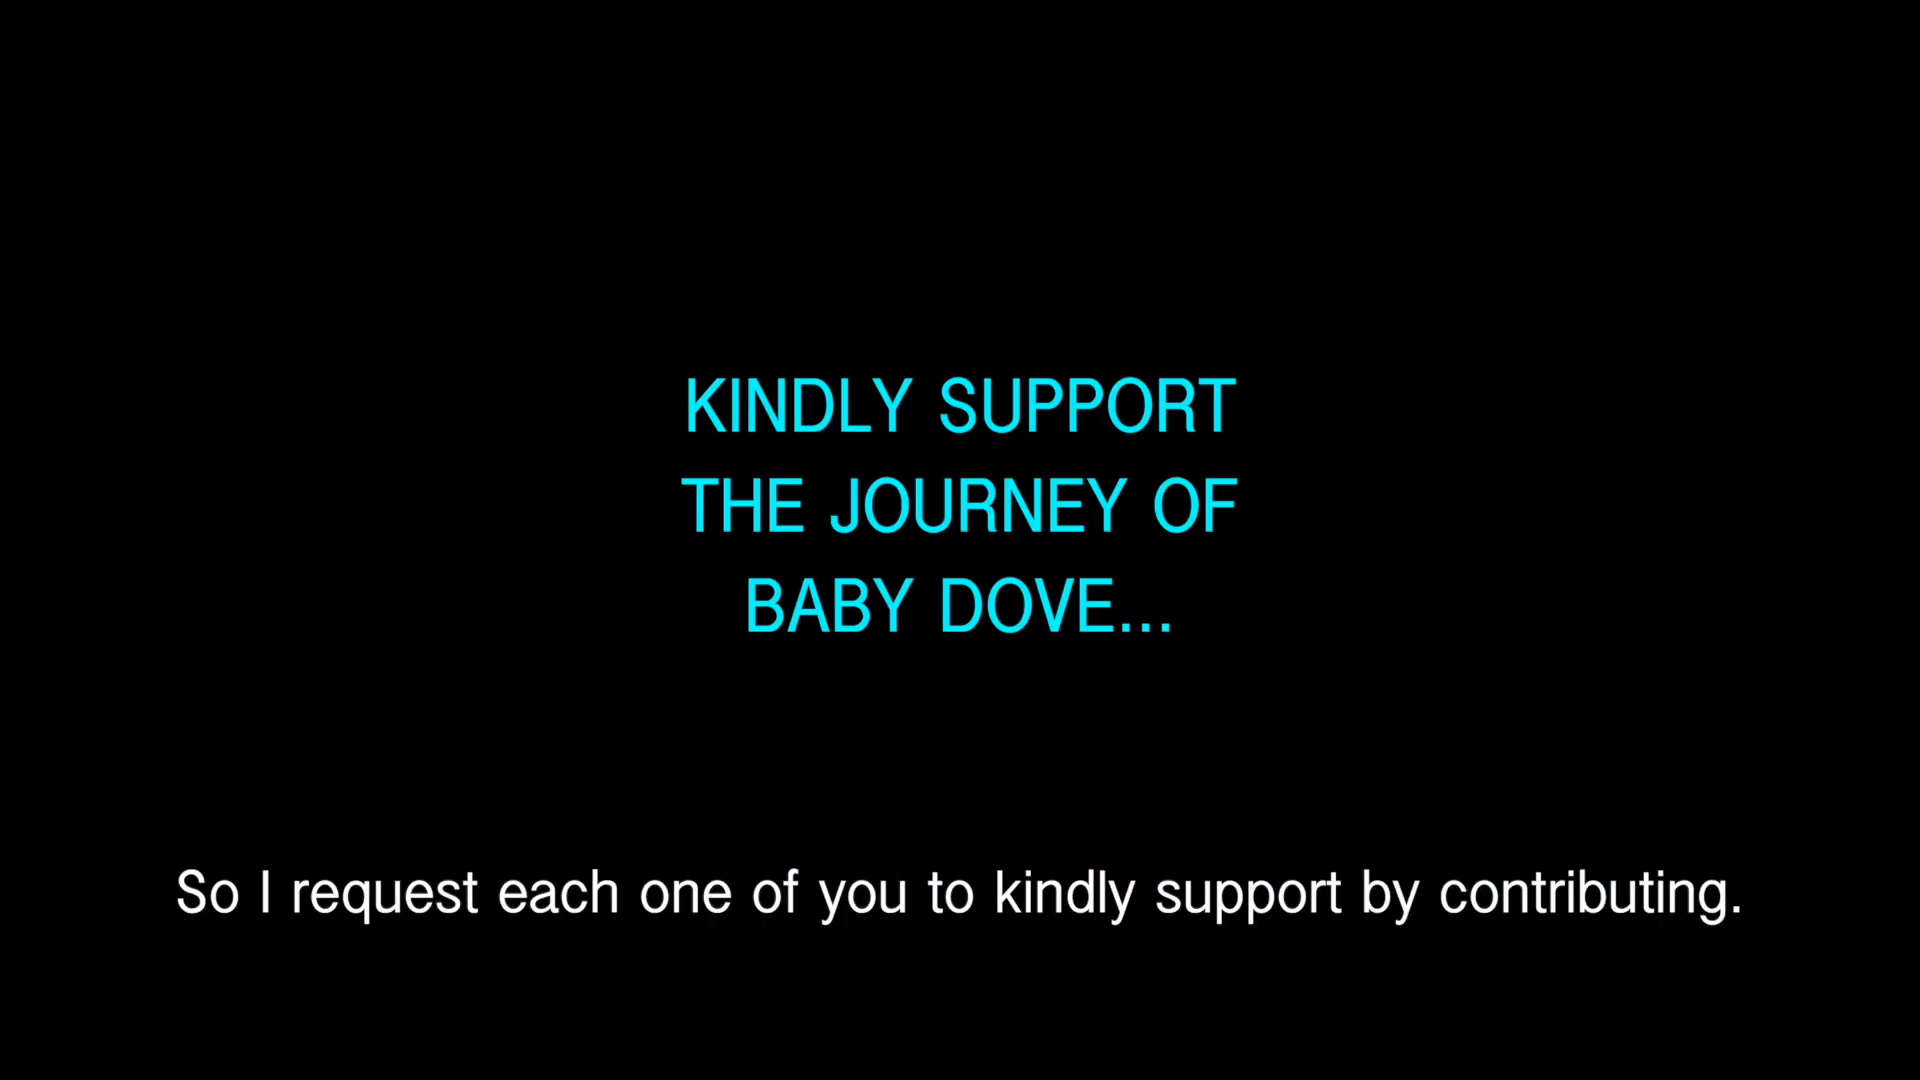 KINDLY SUPPORT
THE JOURNEY OF
BABY DOVE...
So I request each one of you to kindly support by contributing.